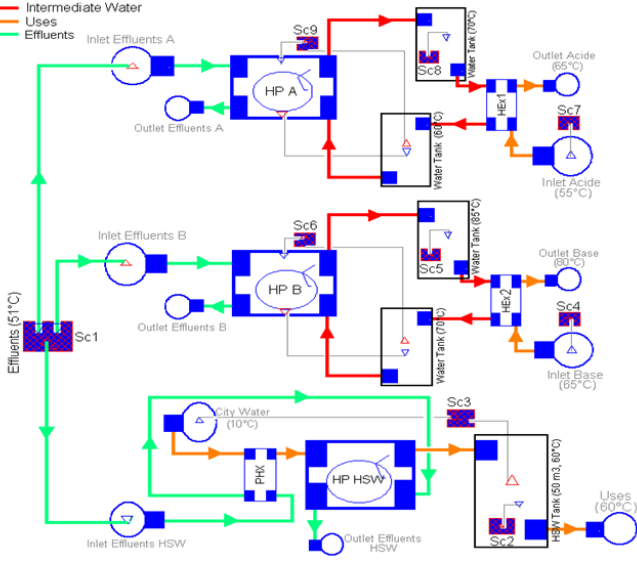 Intermediate Water
Uses
Effluents
Inlet Effluents A
Sc9
HP A
Outlet Effluents A
Water Tank (70°C)
Sc8
Water Tank (60°C)
HEx1
Outlet Acide
(65°C)
Sc7
Inlet Acide
(55°C)
Inlet Effluents B
Sc6
HP B
Outlet Effluents B
Water Tank (85°C)
Sc5
Water Tank (70°C)
HEx2
Outlet Base
(80°C)
Sc4
Inlet Base
(65°C)
Effluents (51°C)
Sc1
City Water
(10°C)
Sc3
PHX
HP HSW
HSW Tank (50 m3, 60°C)
Sc2
Uses
(60°C)
Inlet Effluents HSW
Outlet Effluents
HSW